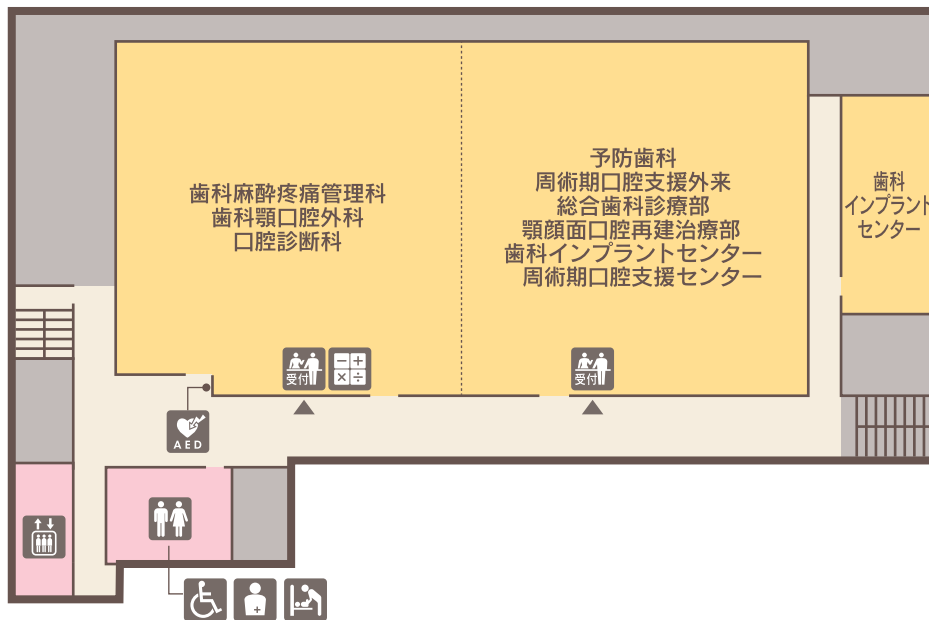 歯科麻酔疼痛管理科
歯科顎口腔外科
口腔診断科
予防歯科
周術期口腔支援外来
総合歯科診療部
顎顔面口腔再建治療部
歯科インプラントセンター
周術期口腔支援センター
歯科
インプラント
センター
受付
受付
AED